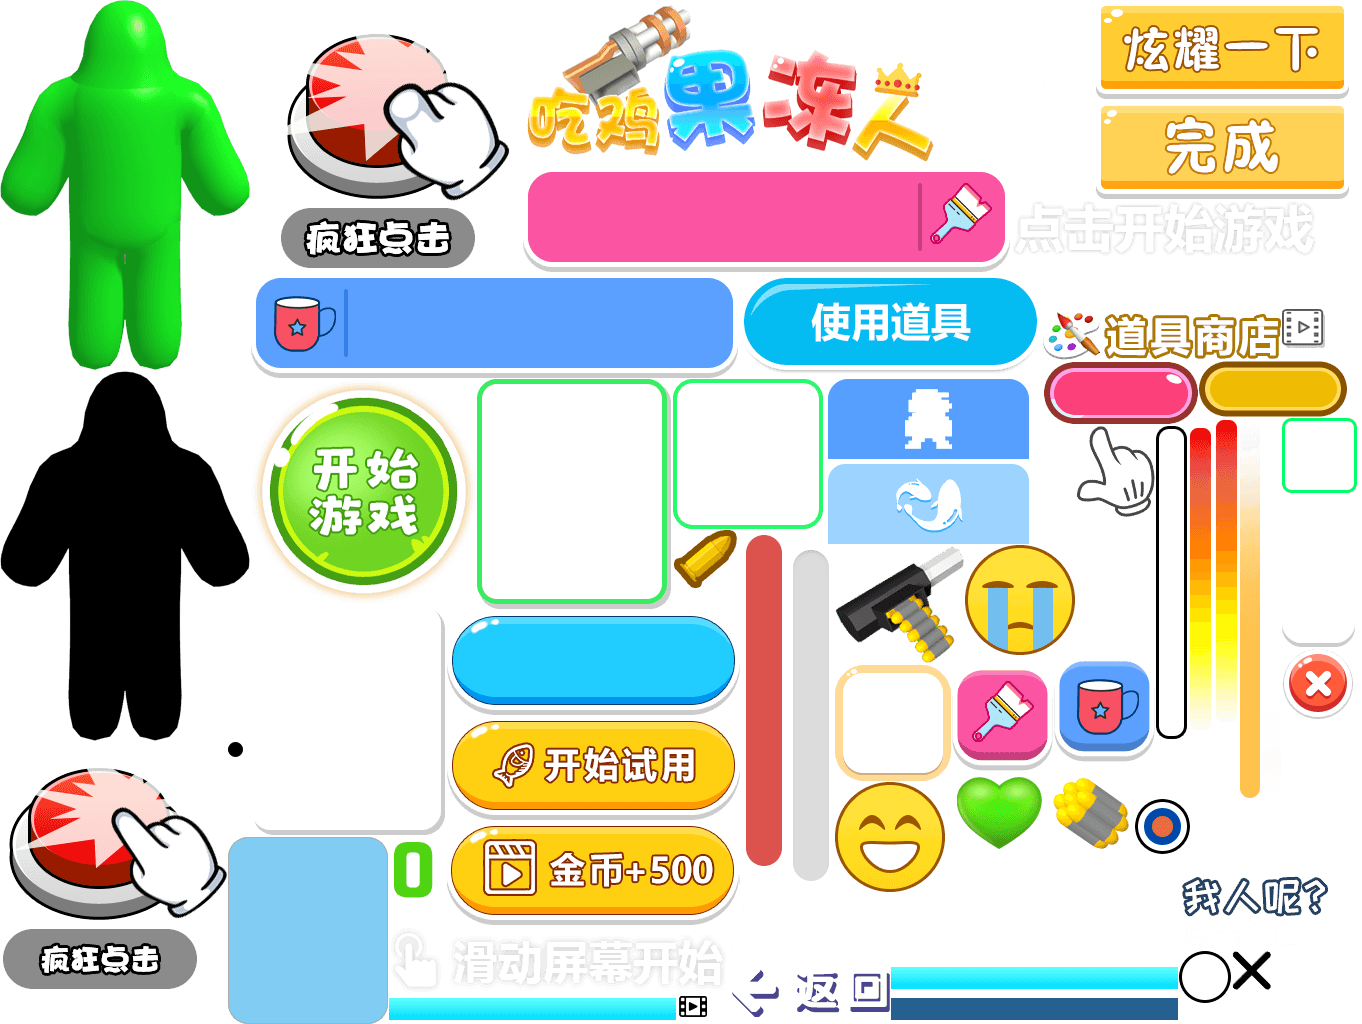 吃鸡果冻人
炫耀一下
完成
疯狂点击
点击开始游戏
使用道具
道具商店
开始
游戏
开始试用
金币+500
0
我人呢?
疯狂点击
滑动屏幕开始
返回